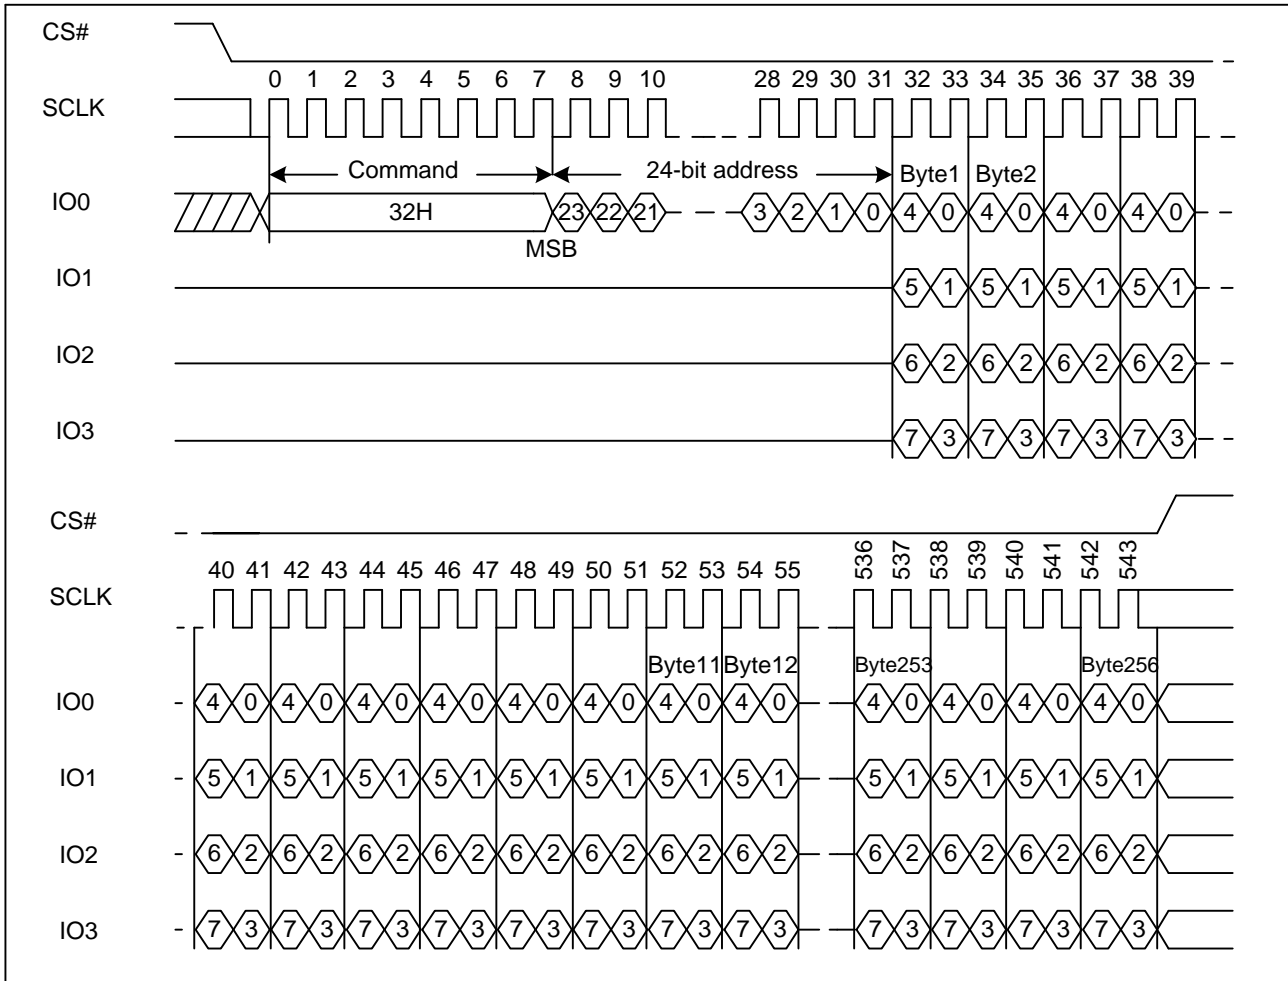 CS#
0 1 2 3 4 5 6 7 8 9 10 28 29 30 31 32 33 34 35 36 37 38 39
SCLK
Command 24-bit address Byte1 Byte2
IO0 32H 23 22 21 3 2 1 0 4 0 4 0 4 0 4 0
MSB
IO1 5 1 5 1 5 1 5 1
IO2 6 2 6 2 6 2 6 2
IO3 7 3 7 3 7 3 7 3
CS#
40 41 42 43 44 45 46 47 48 49 50 51 52 53 54 55 536 537 538 539 540 541 542 543
SCLK
Byte11 Byte12 Byte253 Byte256
IO0 4 0 4 0 4 0 4 0 4 0 4 0 4 0 4 0 4 0 4 0 4 0 4 0
IO1 5 1 5 1 5 1 5 1 5 1 5 1 5 1 5 1 5 1 5 1 5 1 5 1
IO2 6 2 6 2 6 2 6 2 6 2 6 2 6 2 6 2 6 2 6 2 6 2 6 2
IO3 7 3 7 3 7 3 7 3 7 3 7 3 7 3 7 3 7 3 7 3 7 3 7 3